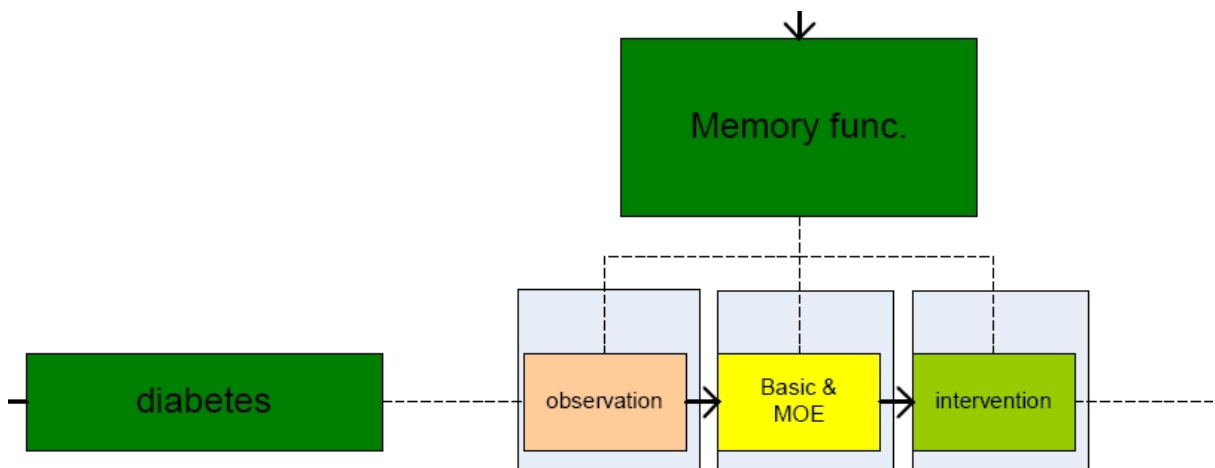 Memory func.
diabetes
observation
Basic &
MOE
intervention